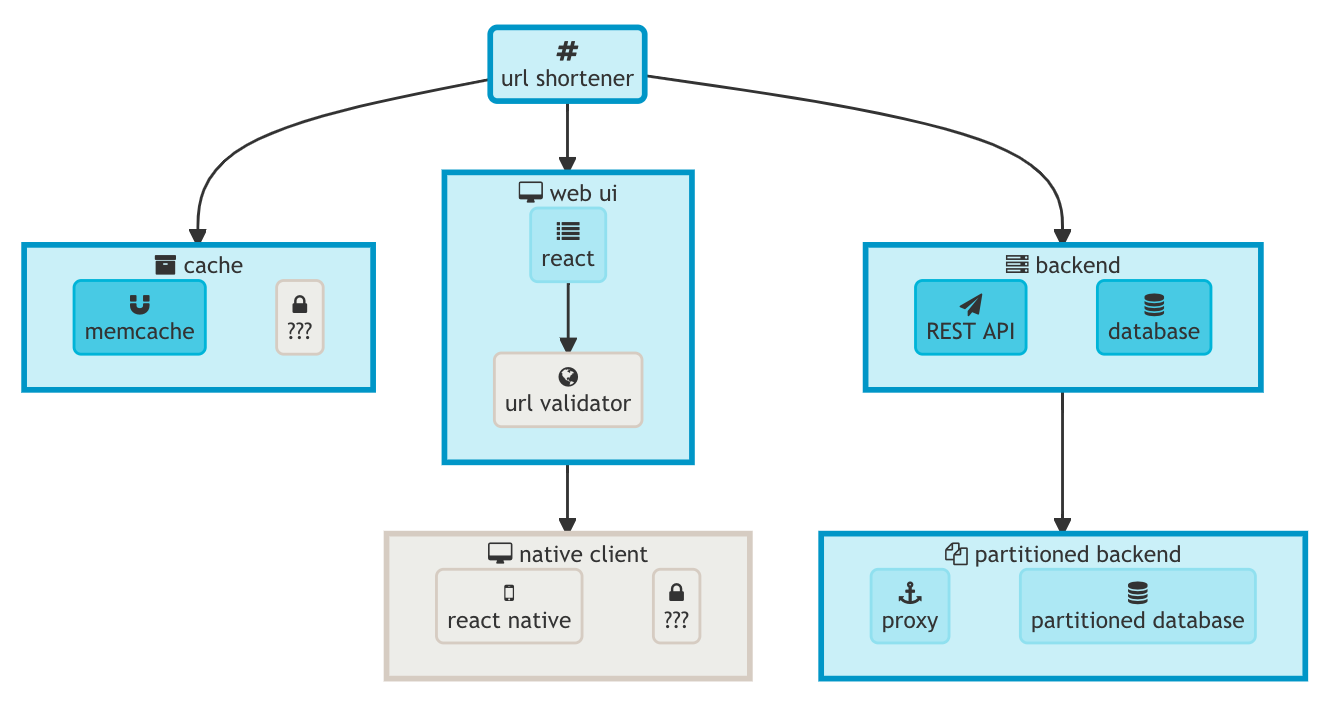 url shortener
web ui
react
url validator
cache
memcache
???
backend
REST API
database
native client
react native
???
partitioned backend
proxy
partitioned database